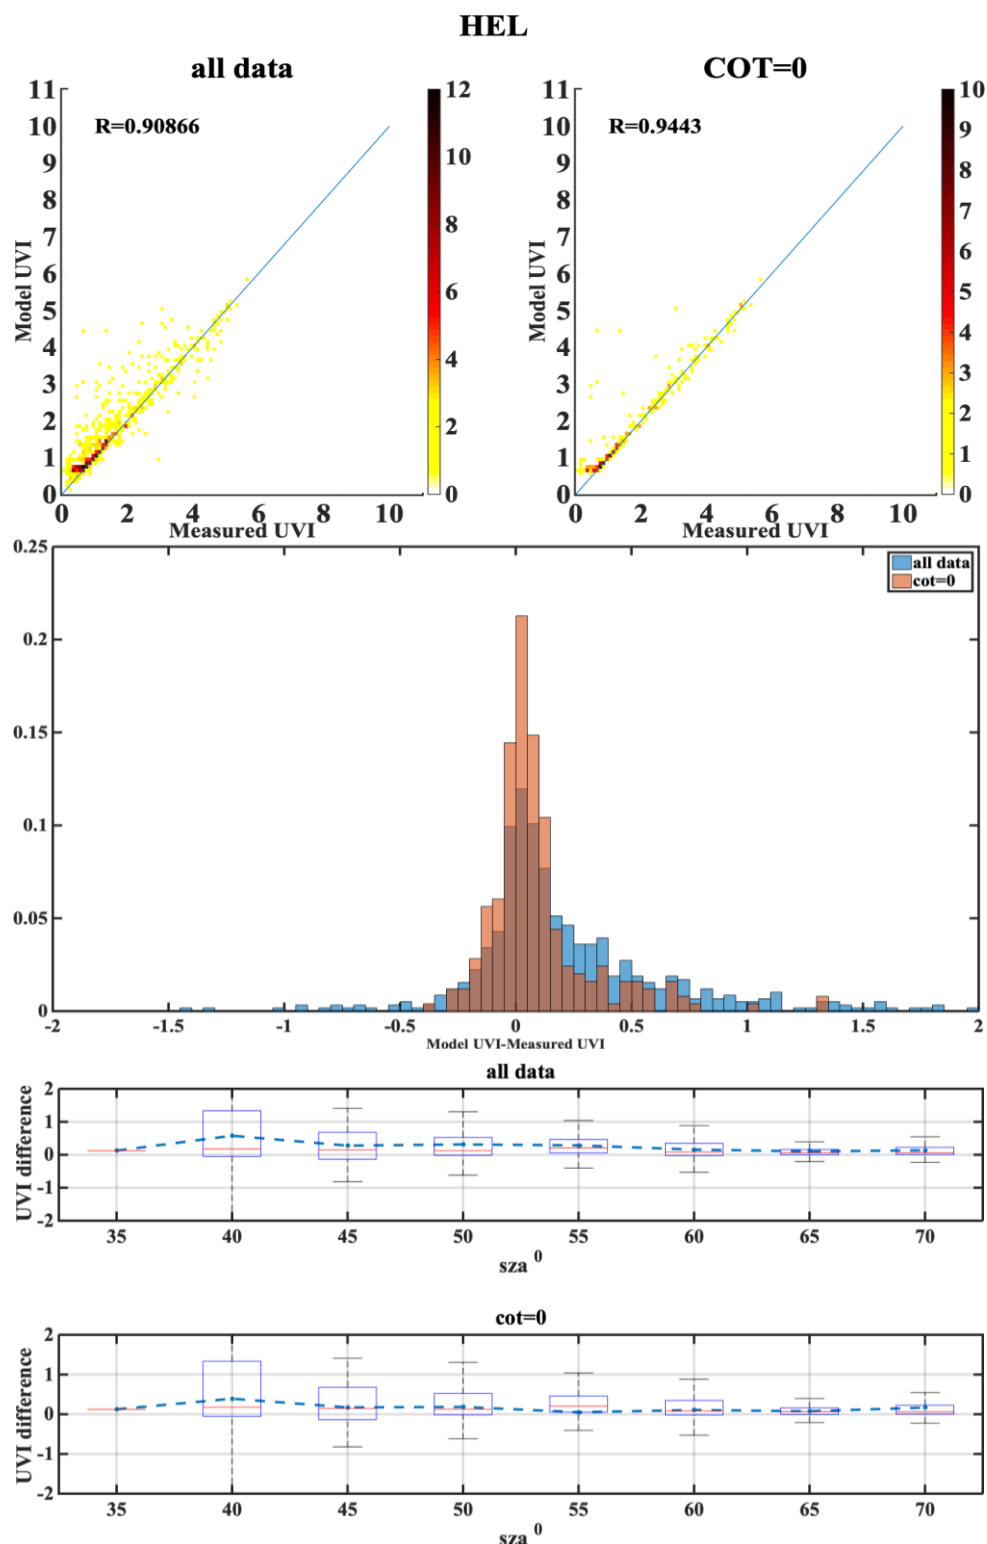 HEL
all data
COT=0
R=0.90866
R=0.9443
11
10
9
8
7
6
5
4
3
2
1
0
Model UVI
0 2 4 6 8 10
Measured UVI
12
10
8
6
4
2
0
11
10
9
8
7
6
5
4
3
2
1
0
Model UVI
0 2 4 6 8 10
Measured UVI
10
9
8
7
6
5
4
3
2
1
0
0.25
0.2
0.15
0.1
0.05
0
all data
cot=0
-2 -1.5 -1 -0.5 0 0.5 1 1.5 2
Model UVI-Measured UVI
all data
UVI difference
2
1
0
-1
-2
35 40 45 50 55 60 65 70
sza 0
cot=0
UVI difference
2
1
0
-1
-2
35 40 45 50 55 60 65 70
sza 0